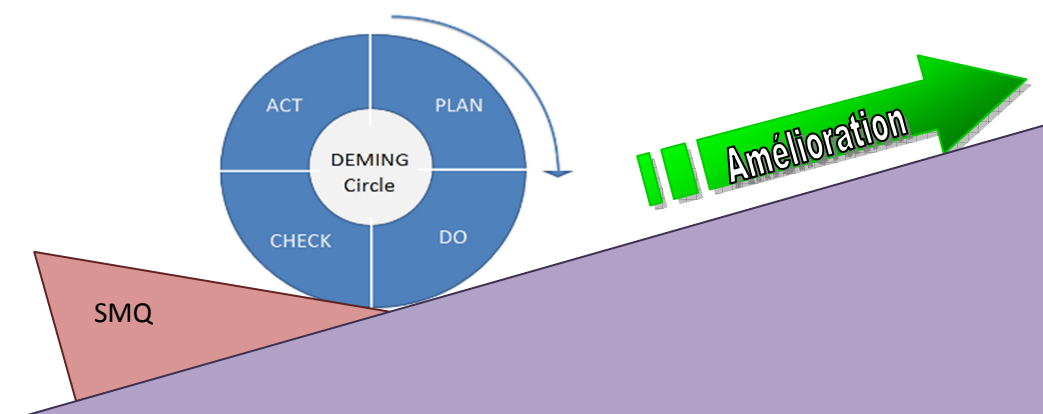 ACT
PLAN
DEMING
Circle
CHECK
DO
Amélioration
SMQ